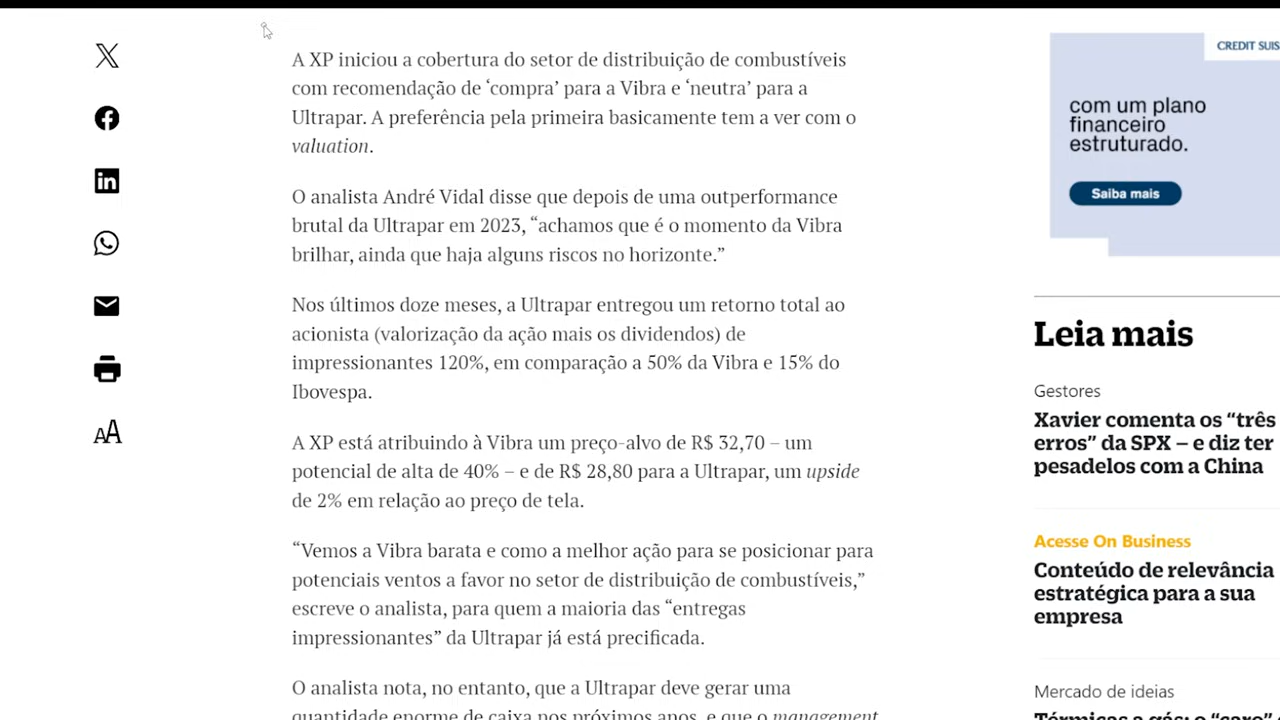 A XP iniciou a cobertura do setor de distribuição de combustíveis
com recomendação de ‘compra’ para a Vibra e ‘neutra’ para a
Ultrapar. A preferência pela primeira basicamente tem a ver com o
valuation.
O analista André Vidal disse que depois de uma outperformance
brutal da Ultrapar em 2023, “achamos que é o momento da Vibra
brilhar, ainda que haja alguns riscos no horizonte.”
Nos últimos doze meses, a Ultrapar entregou um retorno total ao
acionista (valorização da ação mais os dividendos) de
impressionantes 120%, em comparação a 50% da Vibra e 15% do
Ibovespa.
A XP está atribuindo à Vibra um preço-alvo de R$ 32,70 – um
potencial de alta de 40% – e de R$ 28,80 para a Ultrapar, um upside
de 2% em relação ao preço de tela.
“Vemos a Vibra barata e como a melhor ação para se posicionar para
potenciais ventos a favor no setor de distribuição de combustíveis,”
escreve o analista, para quem a maioria das “entregas
impressionantes” da Ultrapar já está precificada.
O analista nota, no entanto, que a Ultrapar deve gerar uma
quantidade enorme de caixa nos próximos anos, e que o management
AA
CREDIT SUIS
com um plano
financeiro
estruturado.
Saiba mais
Leia mais
Gestores
Xavier comenta os “três
erros” da SPX – e diz ter
pesadelos com a China
Acesse On Business
Conteúdo de relevância
estratégica para a sua
empresa
Mercado de ideias
Térmicas a gás: o “caro”